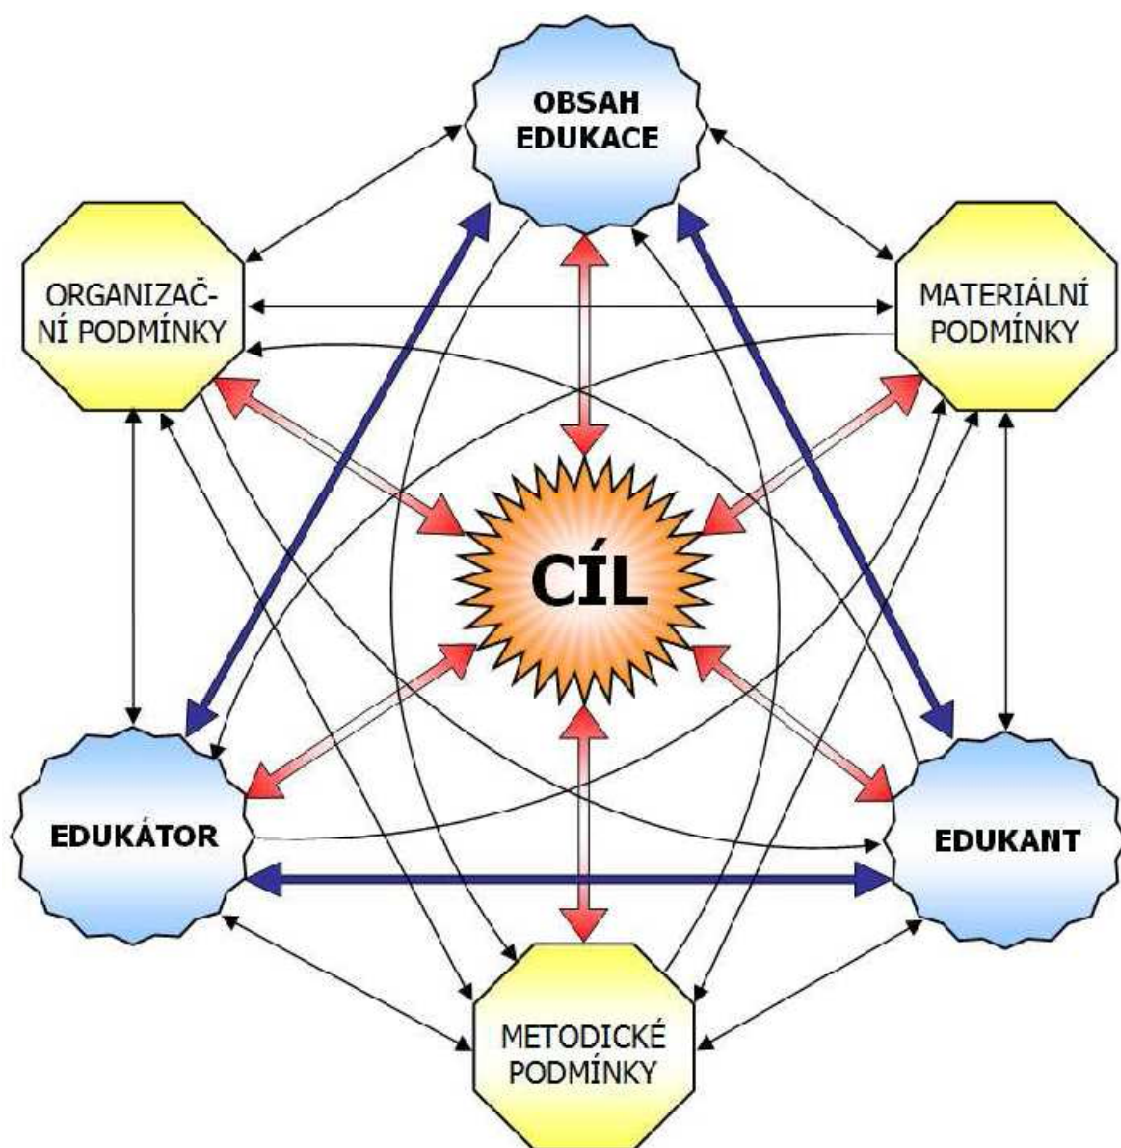 OBSAH
EDUKACE
ORGANIZAČ-
NÍ PODMÍNKY
MATERIÁLNÍ
PODMÍNKY
CÍL
EDUKÁTOR
EDUKANT
METODICKÉ
PODMÍNKY